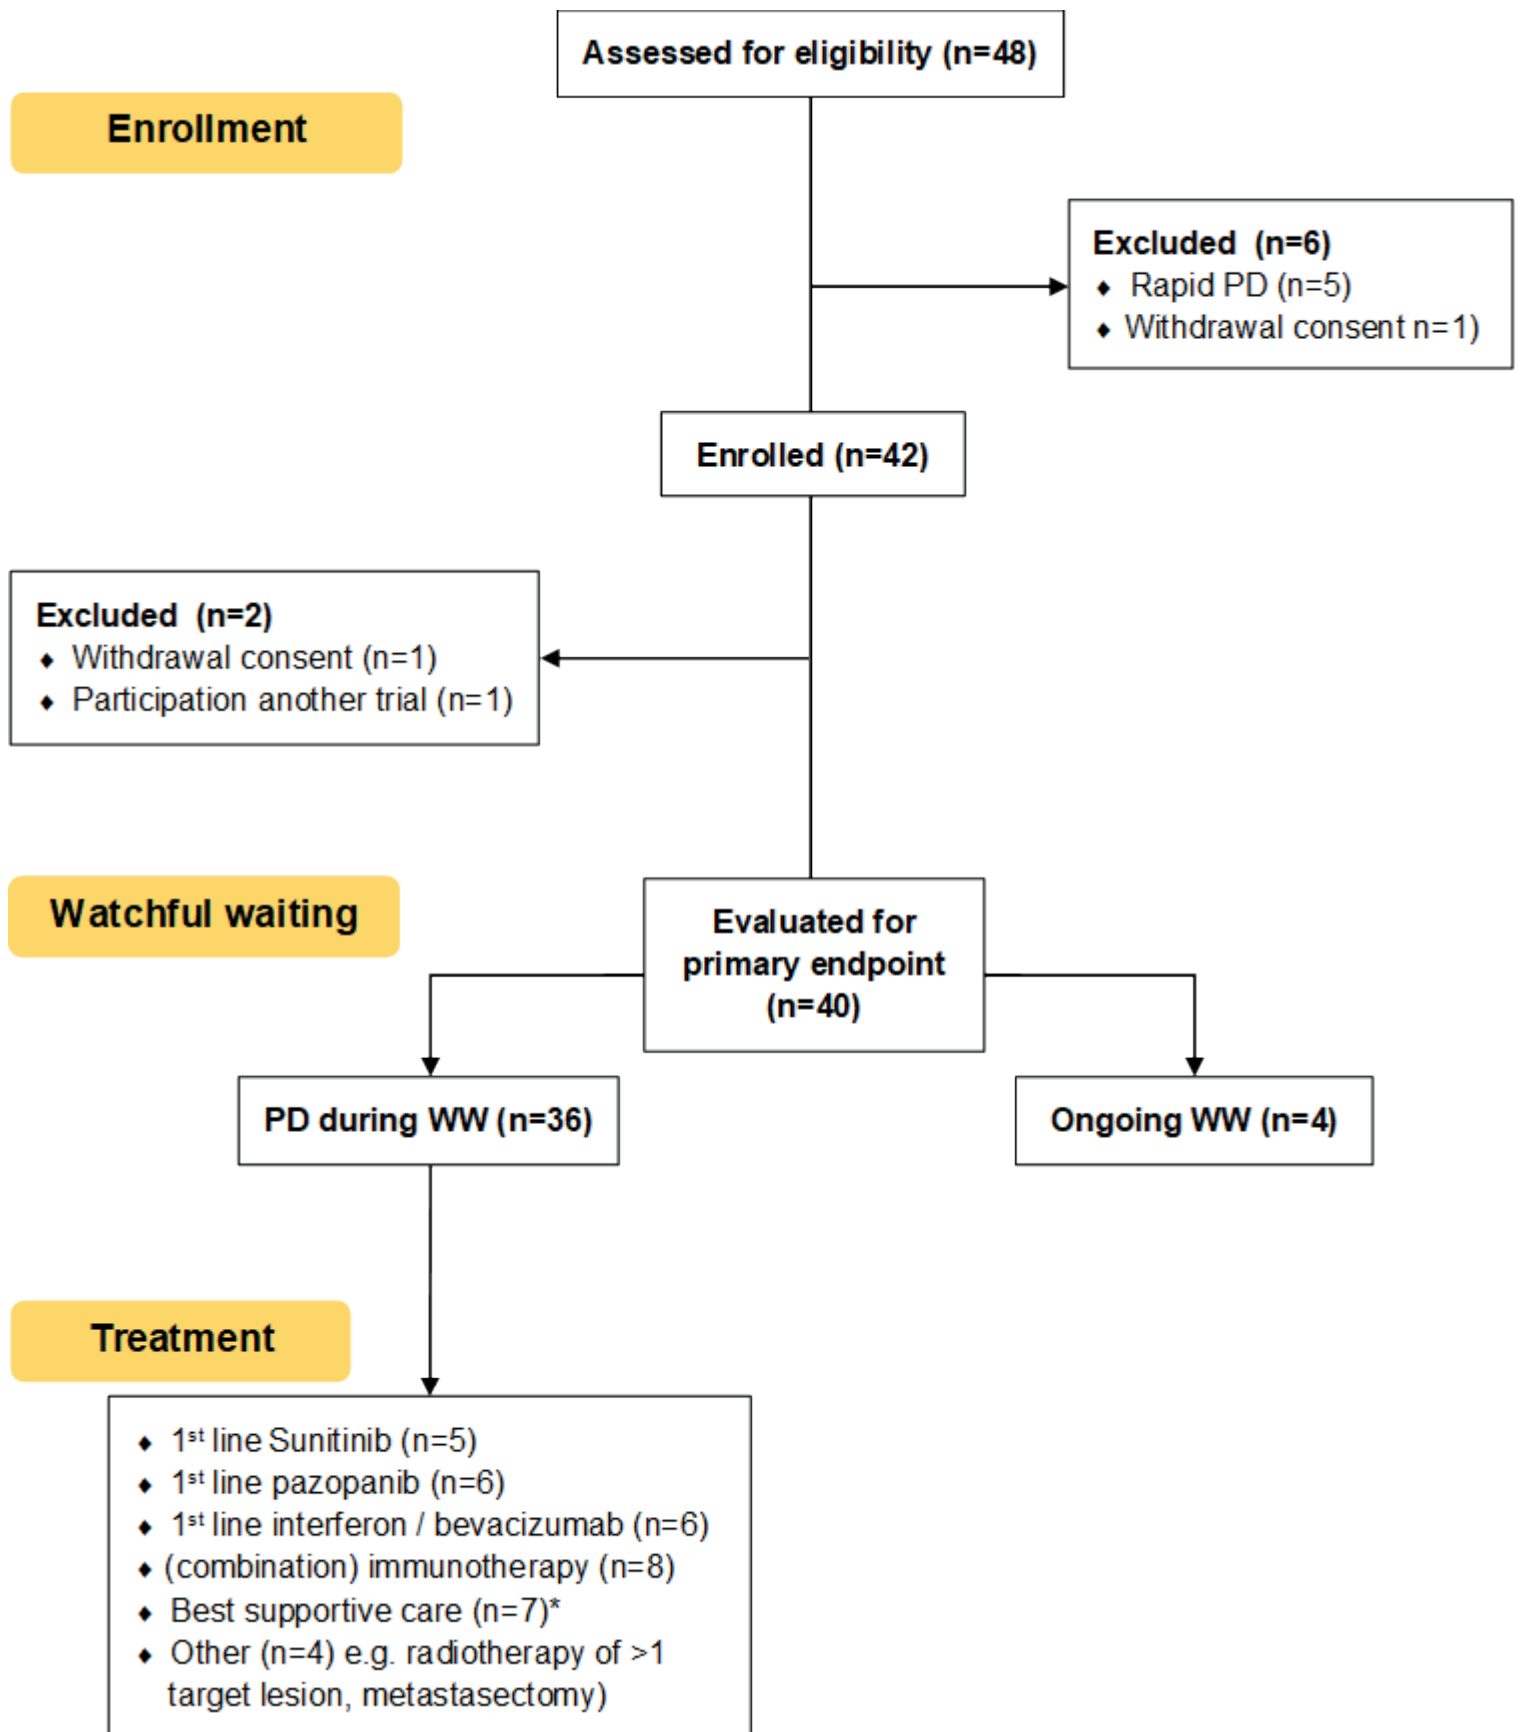 Assessed for eligibility (n=48)
Enrollment
Excluded  (n=6)
⬥ Rapid PD (n=5)
⬥ Withdrawal consent n=1)
Enrolled (n=42)
Excluded  (n=2)
⬥ Withdrawal consent (n=1)
⬥ Participation another trial (n=1)
Watchful waiting
Evaluated for
primary endpoint
(n=40)
PD during WW (n=36)
Ongoing WW (n=4)
Treatment
⬥ 1st line Sunitinib (n=5)
⬥ 1st line pazopanib (n=6)
⬥ 1st line interferon / bevacizumab (n=6)
⬥ (combination) immunotherapy (n=8)
⬥ Best supportive care (n=7)*
⬥ Other (n=4) e.g. radiotherapy of >1
target lesion, metastasectomy)